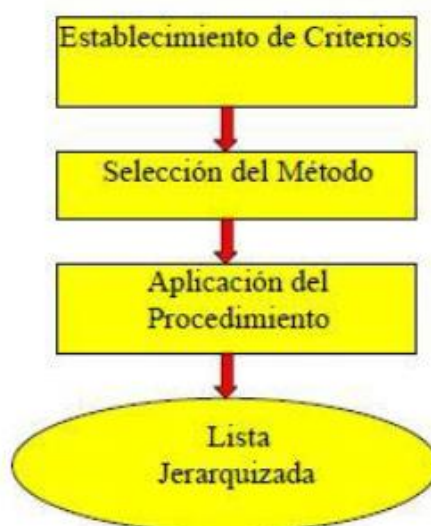 Establecimiento de Criterios
Selección del Método
Aplicación del
Procedimiento
Lista
Jerarquizada